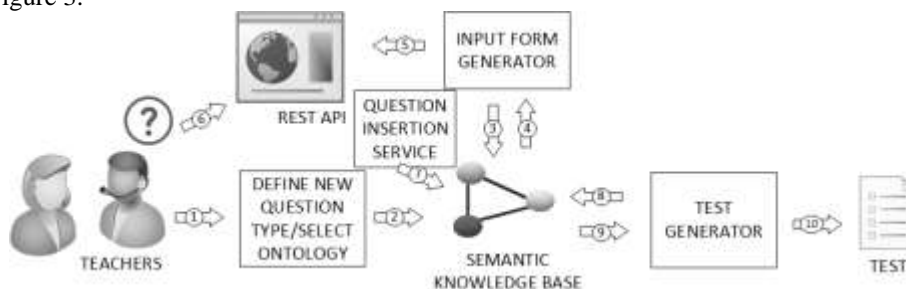 Figure 3.
5
INPUT FORM
GENERATOR
?
6
REST API
QUESTION
INSERTION
SERVICE
3
4
7
DEFINE NEW
QUESTION
TYPE/SELECT
ONTOLOGY
1
2
8
9
TEST
GENERATOR
10
TEACHERS
SEMANTIC
KNOWLEDGE BASE
TEST